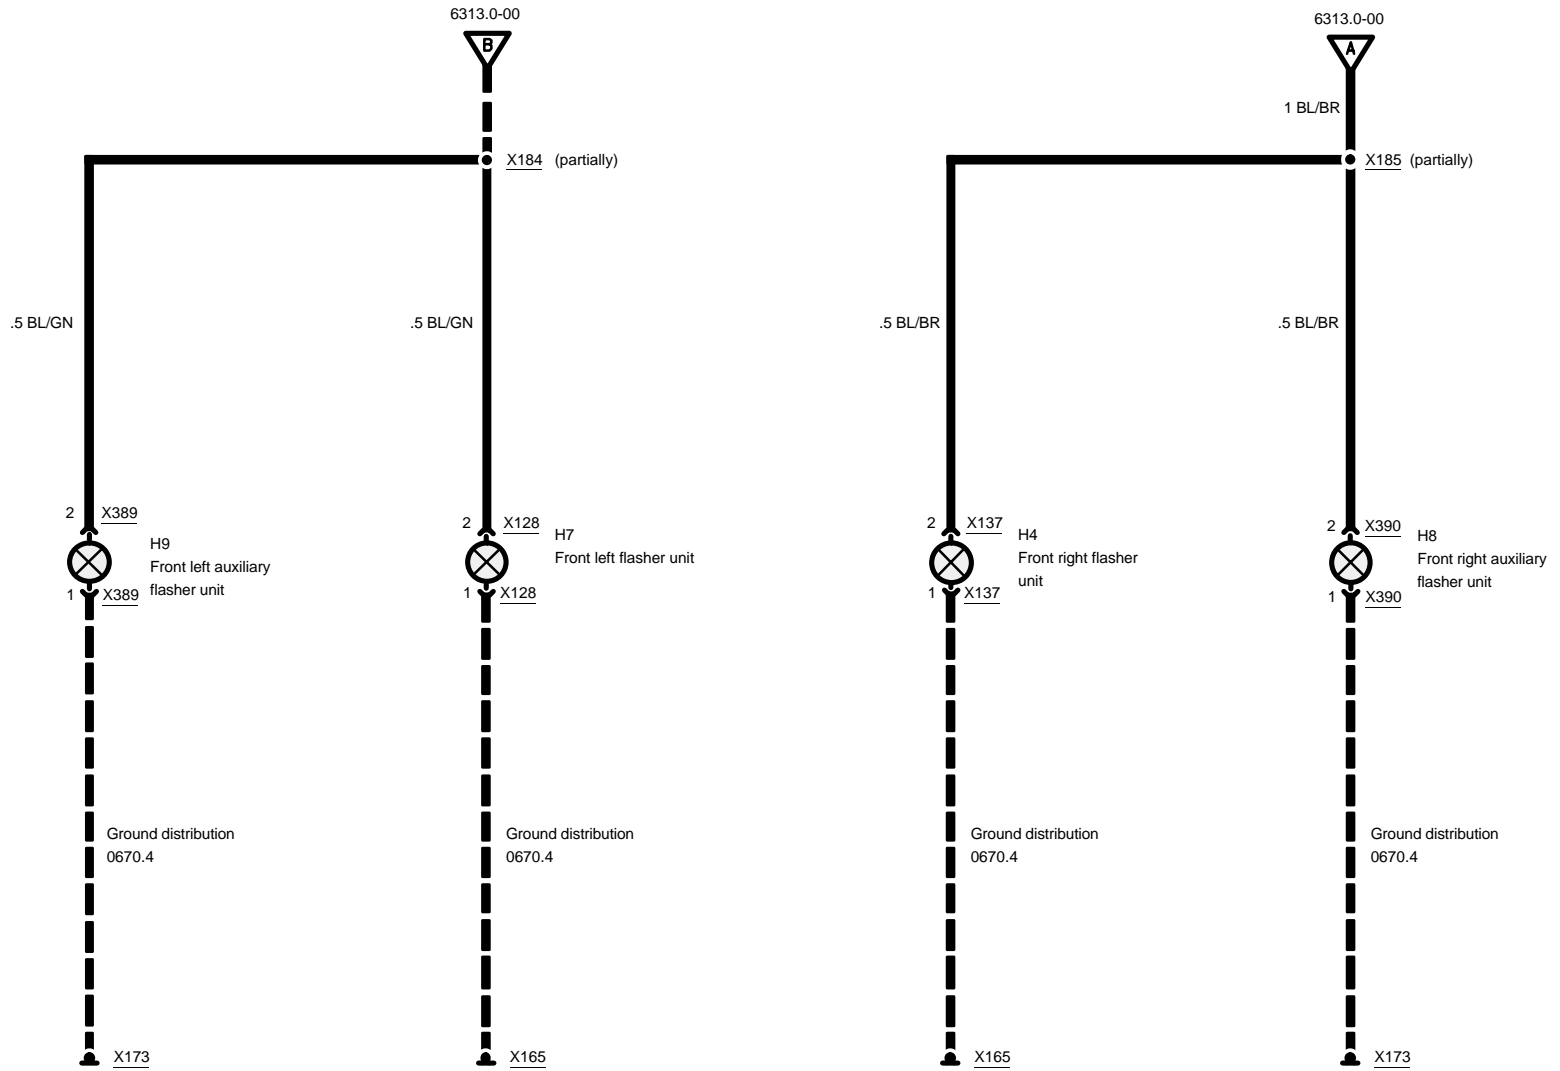 6313.0-00
6313.0-00
B
A
1 BL/BR
X184 (partially)
X185 (partially)
.5 BL/GN
.5 BL/GN
.5 BL/BR
.5 BL/BR
2 X389
H9
Front left auxiliary
flasher unit
1 X389
2 X128
H7
Front left flasher unit
1 X128
2 X137
H4
Front right flasher
unit
1 X137
2 X390
H8
Front right auxiliary
flasher unit
1 X390
Ground distribution
0670.4
Ground distribution
0670.4
Ground distribution
0670.4
Ground distribution
0670.4
X173
X165
X165
X173